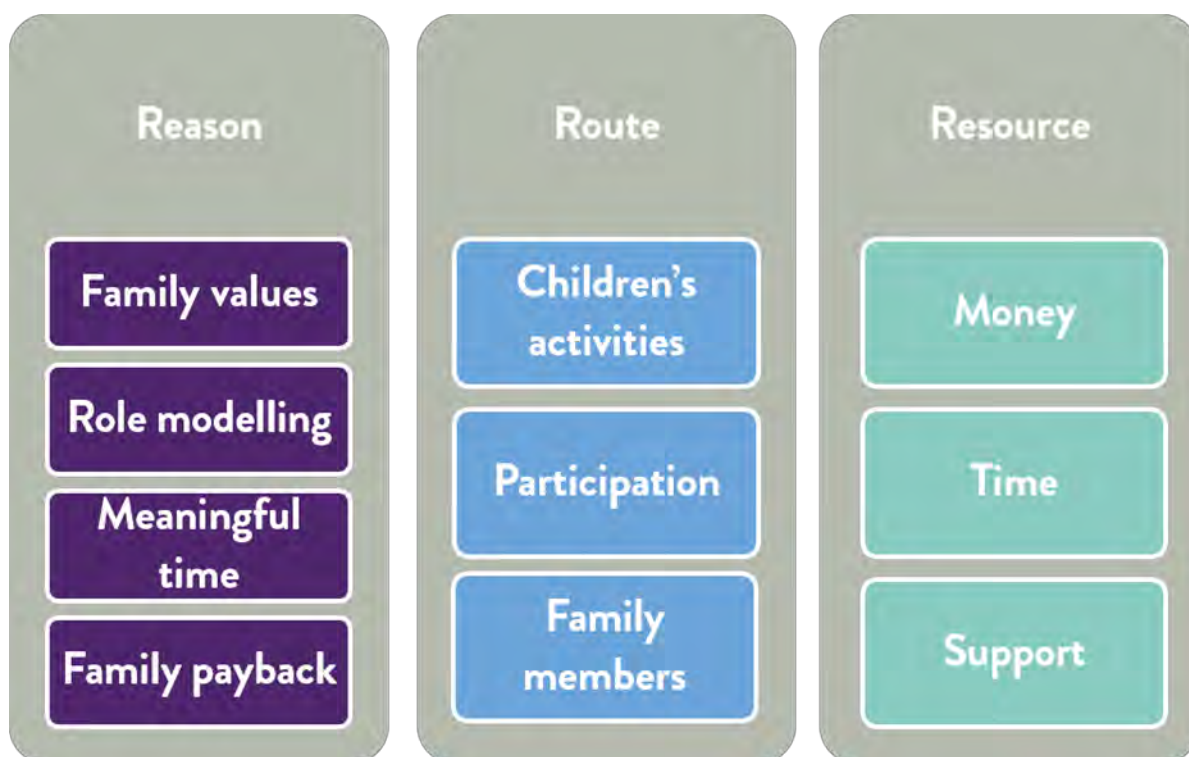 Reason
Family values
Role modelling
Meaningful
time
Family payback
Route
Children's
activities
Participation
Family
members
Resource
Money
Time
Support